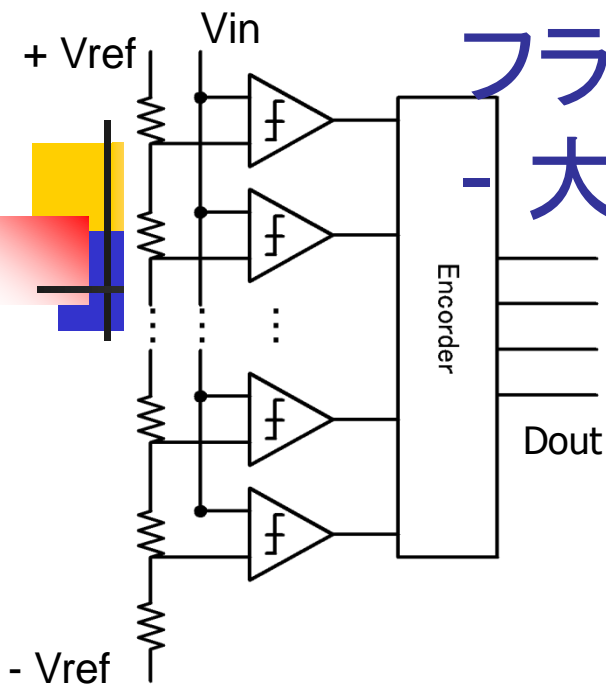 フラ
- 大
Vin
+ Vref
Encorder
Dout
- Vref